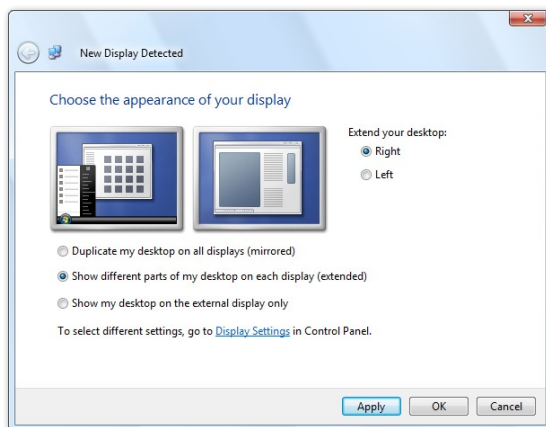 New Display Detected
Choose the appearance of your display
Extend your desktop:
Right
Left
Duplicate my desktop on all displays (mirrored)
Show different parts of my desktop on each display (extended)
Show my desktop on the external display only
To select different settings, go to Display Settings in Control Panel.
Apply OK Cancel